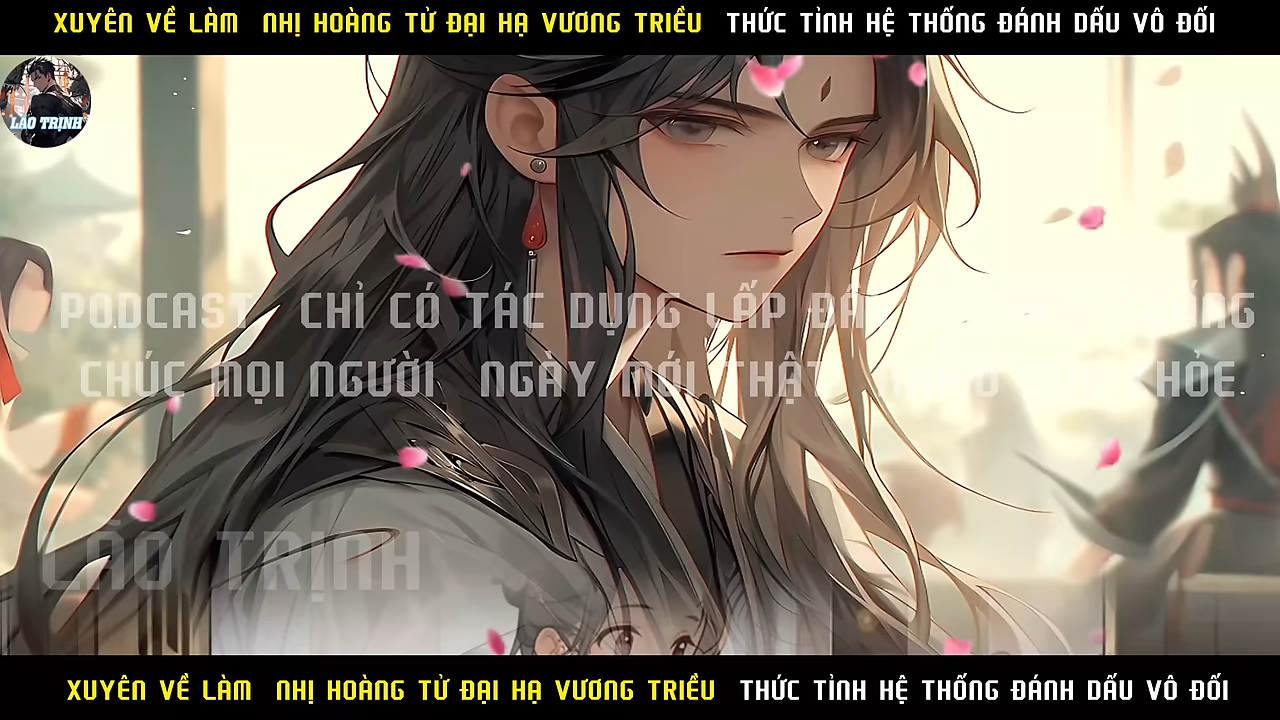 XUYÊN VỀ LÀM NHỊ HOÀNG TỬ ĐẠI HẠ VƯƠNG TRIỀU THỨC TỈNH HỆ THỐNG ĐÁNH DẤU VÔ ĐỐI
LÃO TRỊNH
PODCAST CHỈ CÓ TÁC DỤNG LẤP ĐẦ
CHÚC MỌI NGƯỜI NGÀY MỚI THẬT HỎE
LÃO TRỊNH
XUYÊN VỀ LÀM NHỊ HOÀNG TỬ ĐẠI HẠ VƯƠNG TRIỀU THỨC TỈNH HỆ THỐNG ĐÁNH DẤU VÔ ĐỐI